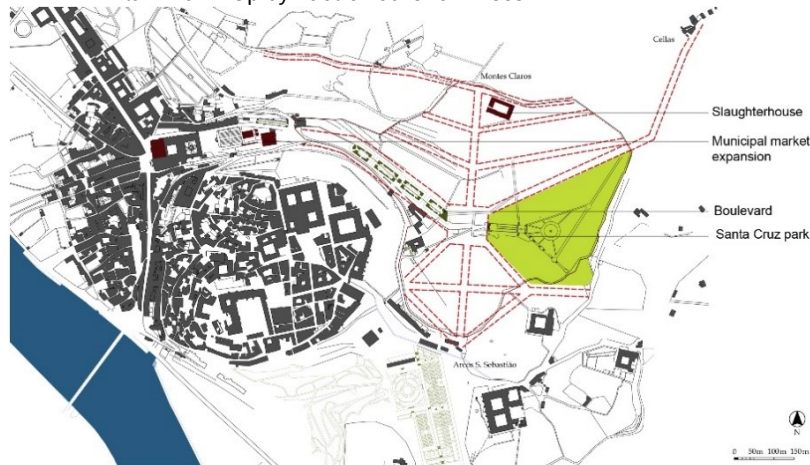 Cellas
Montes Claros
Slaughterhouse
Municipal market
expansion
Boulevard
Santa Cruz park
Arcos S. Sebastião
N
0 50m 100m 150m